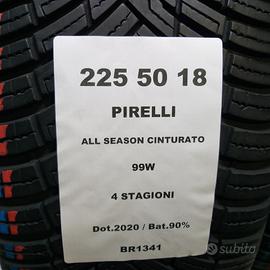 225 50 18
PIRELLI
ALL SEASON CINTURATO
99W
4 STAGIONI
Dot.2020 / Bat.90%
BR1341
subito